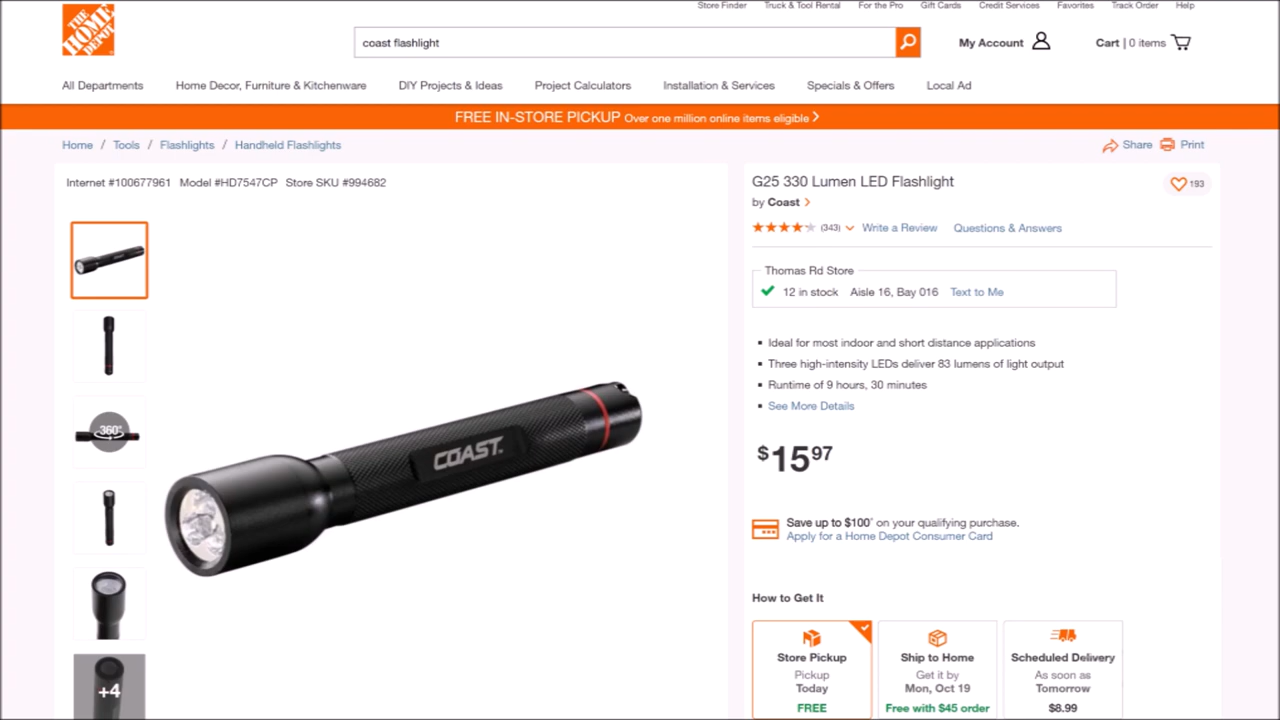 Store Finder Truck & Tool Rental For the Pro Gift Cards Credit Services Favorites Track Order Help
THE HOME DEPOT
coast flashlight
My Account
Cart | 0 items
All Departments Home Decor, Furniture & Kitchenware DIY Projects & Ideas Project Calculators Installation & Services Specials & Offers Local Ad
FREE IN-STORE PICKUP Over one million online items eligible >
Home / Tools / Flashlights / Handheld Flashlights
Share Print
Internet #100677961 Model #HD7547CP Store SKU #994682
360°
+4
COAST
G25 330 Lumen LED Flashlight
193
by Coast >
(343) Write a Review Questions & Answers
Thomas Rd Store
12 in stock Aisle 16, Bay 016 Text to Me
▪ Ideal for most indoor and short distance applications
▪ Three high-intensity LEDs deliver 83 lumens of light output
▪ Runtime of 9 hours, 30 minutes
▪ See More Details
$15 97
Save up to $100* on your qualifying purchase.
Apply for a Home Depot Consumer Card
How to Get It
Store Pickup
Pickup
Today
FREE
Ship to Home
Get it by
Mon, Oct 19
Free with $45 order
Scheduled Delivery
As soon as
Tomorrow
$8.99